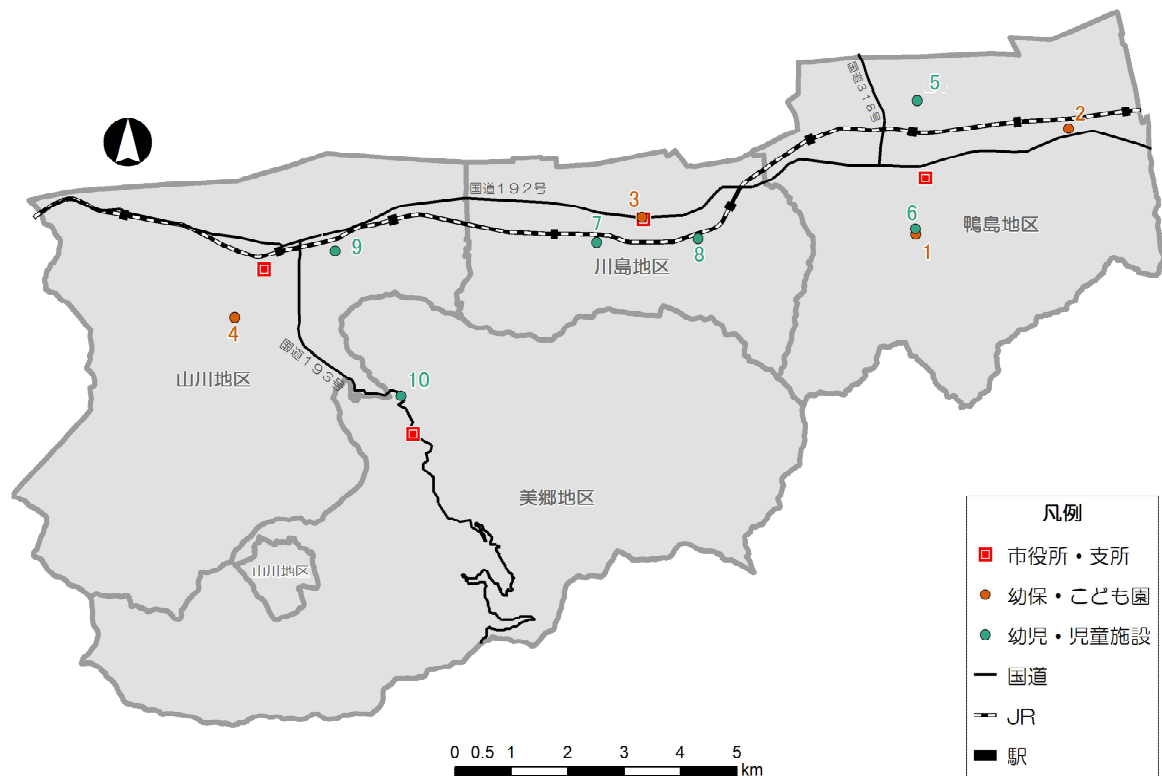 国道318号
5
2
国道192号
3
7
8
6
1
鴨島地区
9
川島地区
4
国道193号
山川地区
10
美郷地区
山川地区
凡例
市役所・支所
幼保・こども園
幼児・児童施設
国道
JR
駅
0 0.5 1 2 3 4 5
km